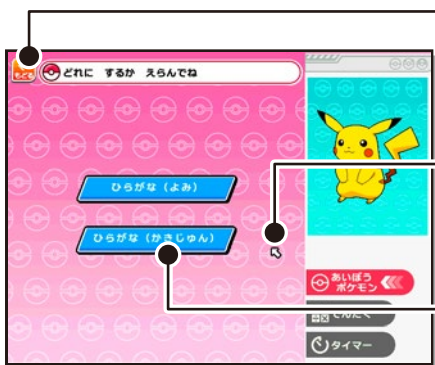 もどる
どれに するか えらんでね
ひらがな（よみ）
ひらがな（かきじゅん）
あいぼう
ポケモン
でんたく
タイマー